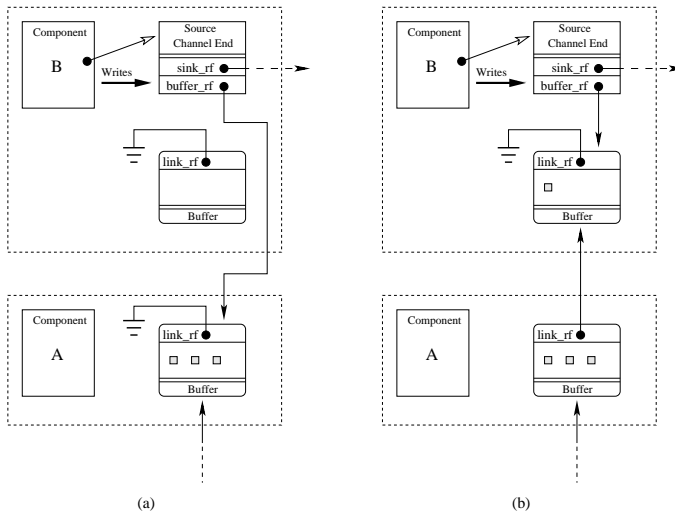 Component
B
Writes
Source
Channel End
sink_rf
buffer_rf
link_rf
Buffer
Component
A
link_rf
Buffer
(a)
Component
B
Writes
Source
Channel End
sink_rf
buffer_rf
link_rf
Buffer
Component
A
link_rf
Buffer
(b)